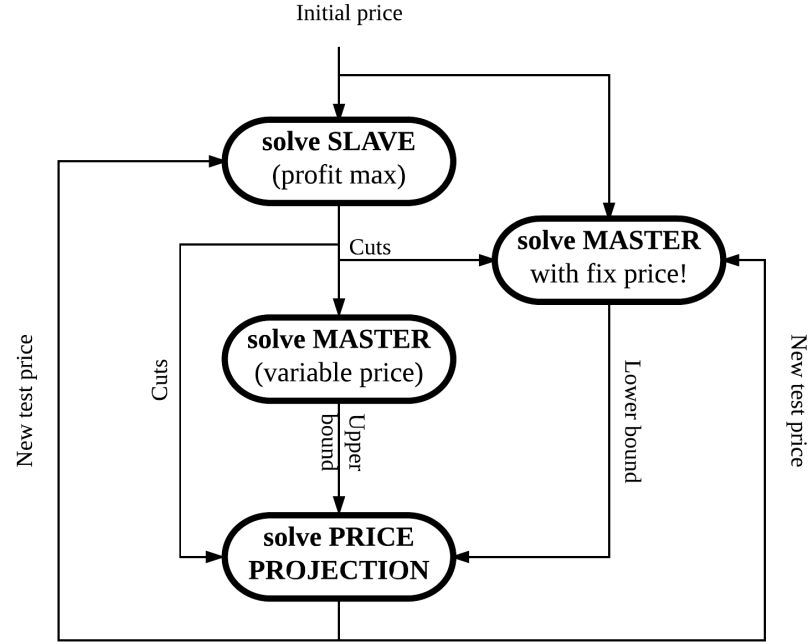 Initial price
solve SLAVE
(profit max)
Cuts
solve MASTER
with fix price!
solve MASTER
(variable price)
Cuts
New test price
Upper
bound
Lower bound
New test price
solve PRICE
PROJECTION